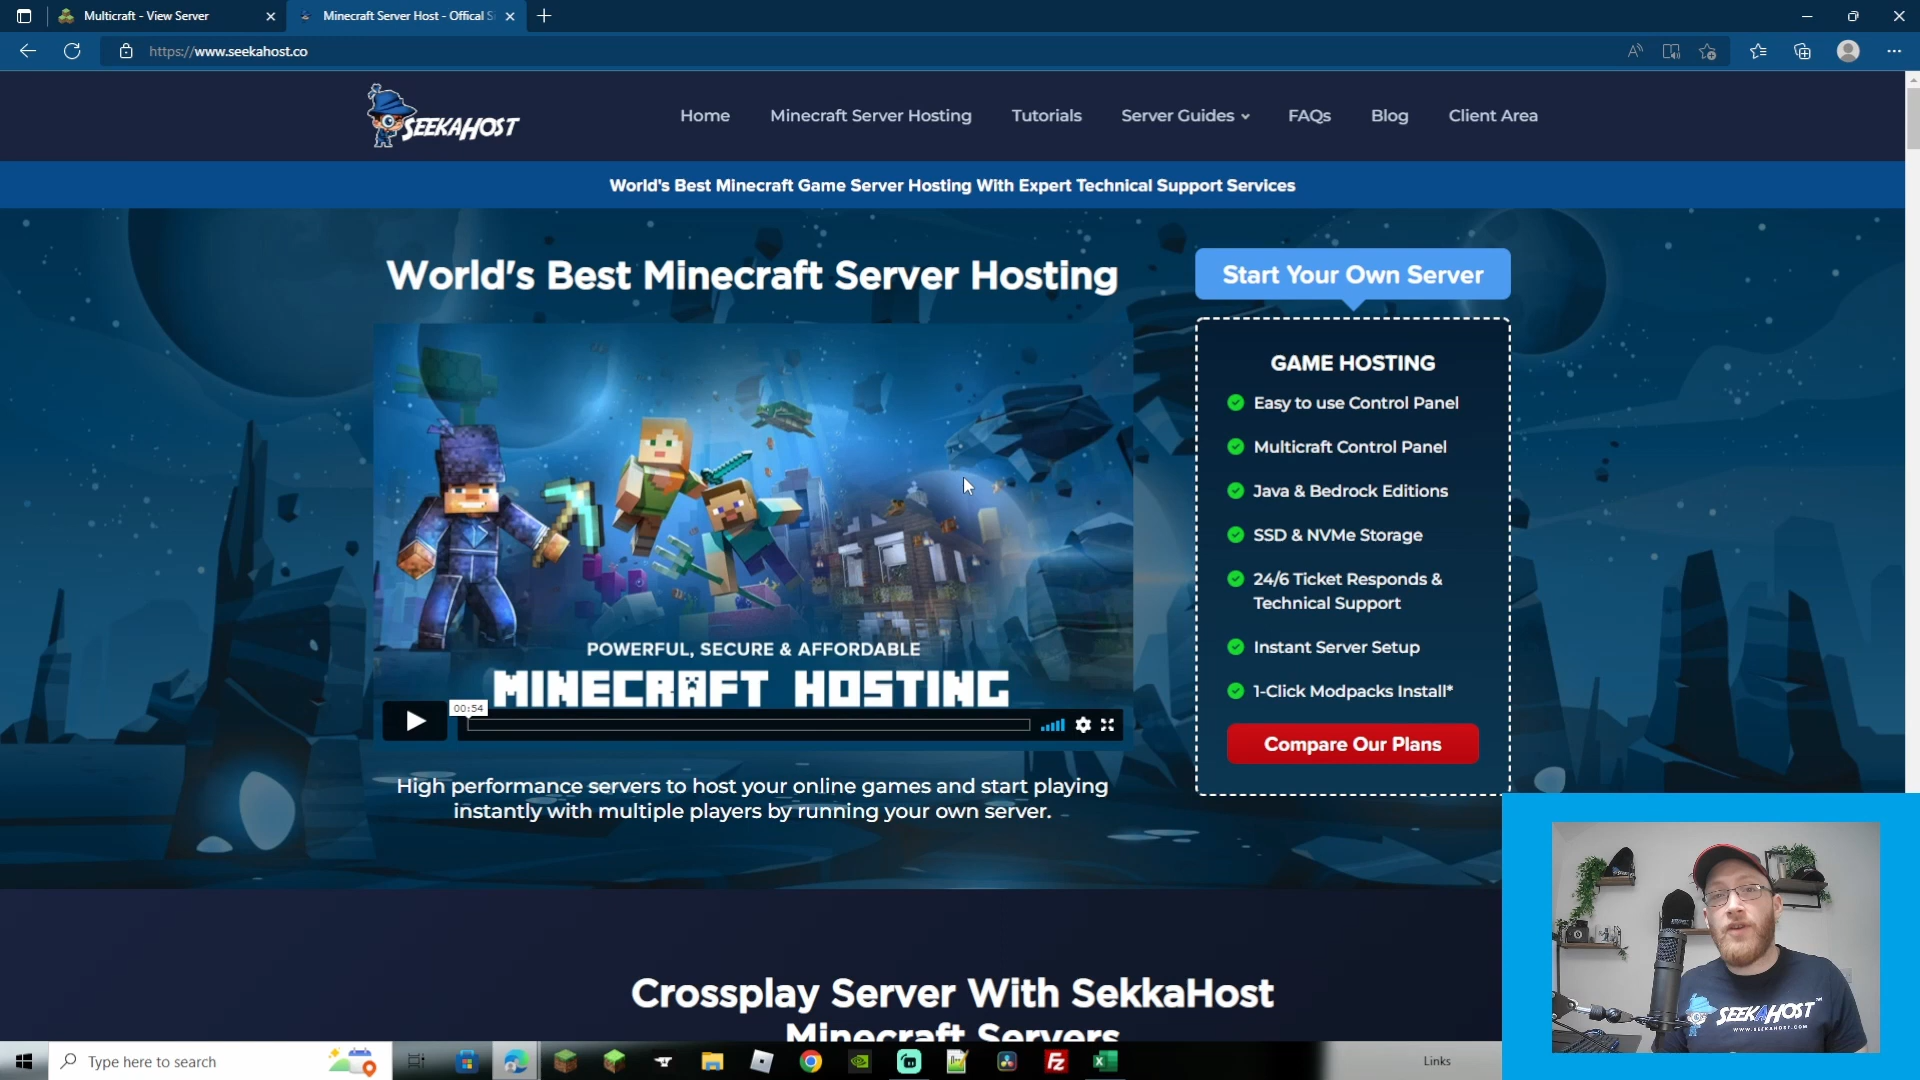 Multicraft - View Server
Minecraft Server Host - Offical S
https://www.seekahost.co
SEEKAHOST
Home
Minecraft Server Hosting
Tutorials
Server Guides
FAQs
Blog
Client Area
World's Best Minecraft Game Server Hosting With Expert Technical Support Services
World's Best Minecraft Server Hosting
POWERFUL, SECURE & AFFORDABLE
MINECRAFT HOSTING
00:54
High performance servers to host your online games and start playing
instantly with multiple players by running your own server.
Start Your Own Server
GAME HOSTING
Easy to use Control Panel
Multicraft Control Panel
Java & Bedrock Editions
SSD & NVMe Storage
24/6 Ticket Responds &
Technical Support
Instant Server Setup
1-Click Modpacks Install*
Compare Our Plans
Crossplay Server With SekkaHost
Minecraft Servers
SEEKAHOST™
WWW.SEEKAHOST.COM
Type here to search
Fz
Links